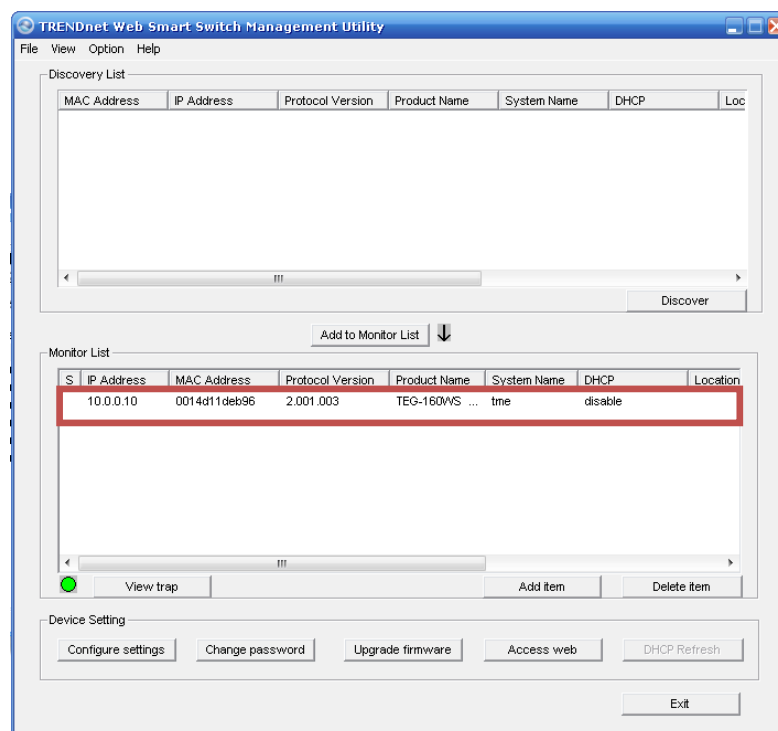 TRENDnet Web Smart Switch Management Utility
File View Option Help
Discovery List
MAC Address IP Address Protocol Version Product Name System Name DHCP Loc
Discover
Add to Monitor List
Monitor List
S IP Address MAC Address Protocol Version Product Name System Name DHCP Location
10.0.0.10 0014d11deb96 2.001.003 TEG-160WS ... tme disable
View trap Add item Delete item
Device Setting
Configure settings Change password Upgrade firmware Access web DHCP Refresh
Exit